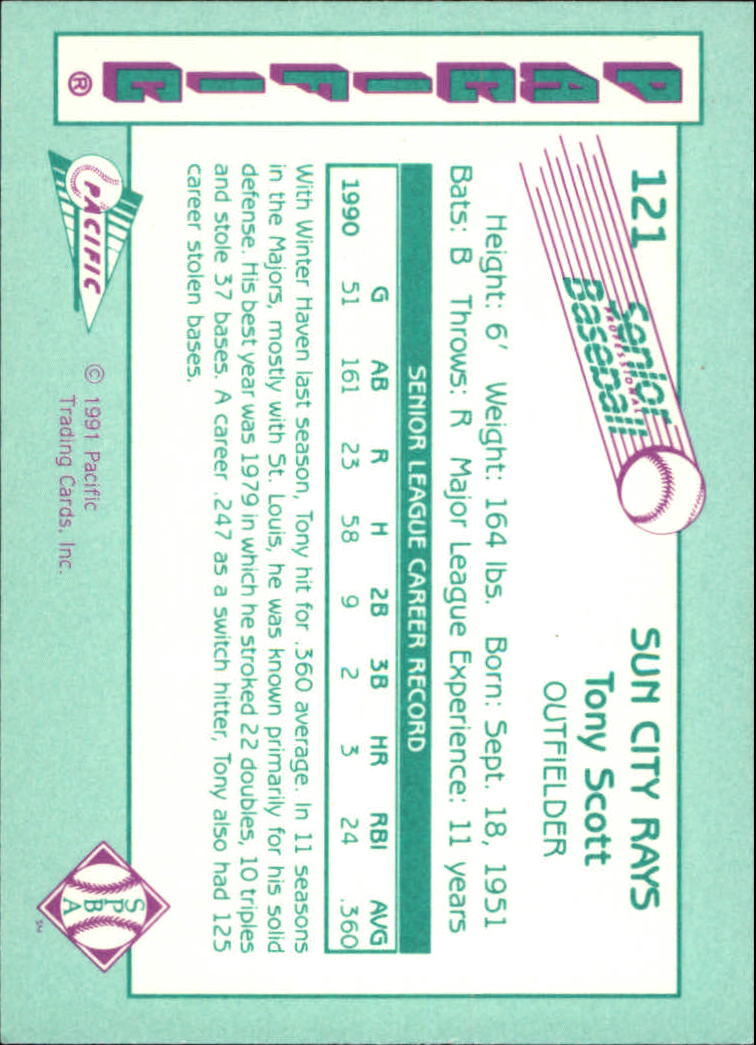 PACIFIC®
121
Senior
PROFESSIONAL
Baseball
SUN CITY RAYS
Tony Scott
OUTFIELDER
Height: 6' Weight: 164 lbs. Born: Sept. 18, 1951
Bats: B Throws: R Major League Experience: 11 years
SENIOR LEAGUE CAREER RECORD
G AB R H 2B 3B HR RBI AVG
1990 51 161 23 58 9 2 3 24 .360
With Winter Haven last season, Tony hit for .360 average. In 11 seasons
in the Majors, mostly with St. Louis, he was known primarily for his solid
defense. His best year was 1979 in which he stroked 22 doubles, 10 triples
and stole 37 bases. A career .247 as a switch hitter, Tony also had 125
career stolen bases.
PACIFIC
© 1991 Pacific
Trading Cards, Inc.
SPBA
SM